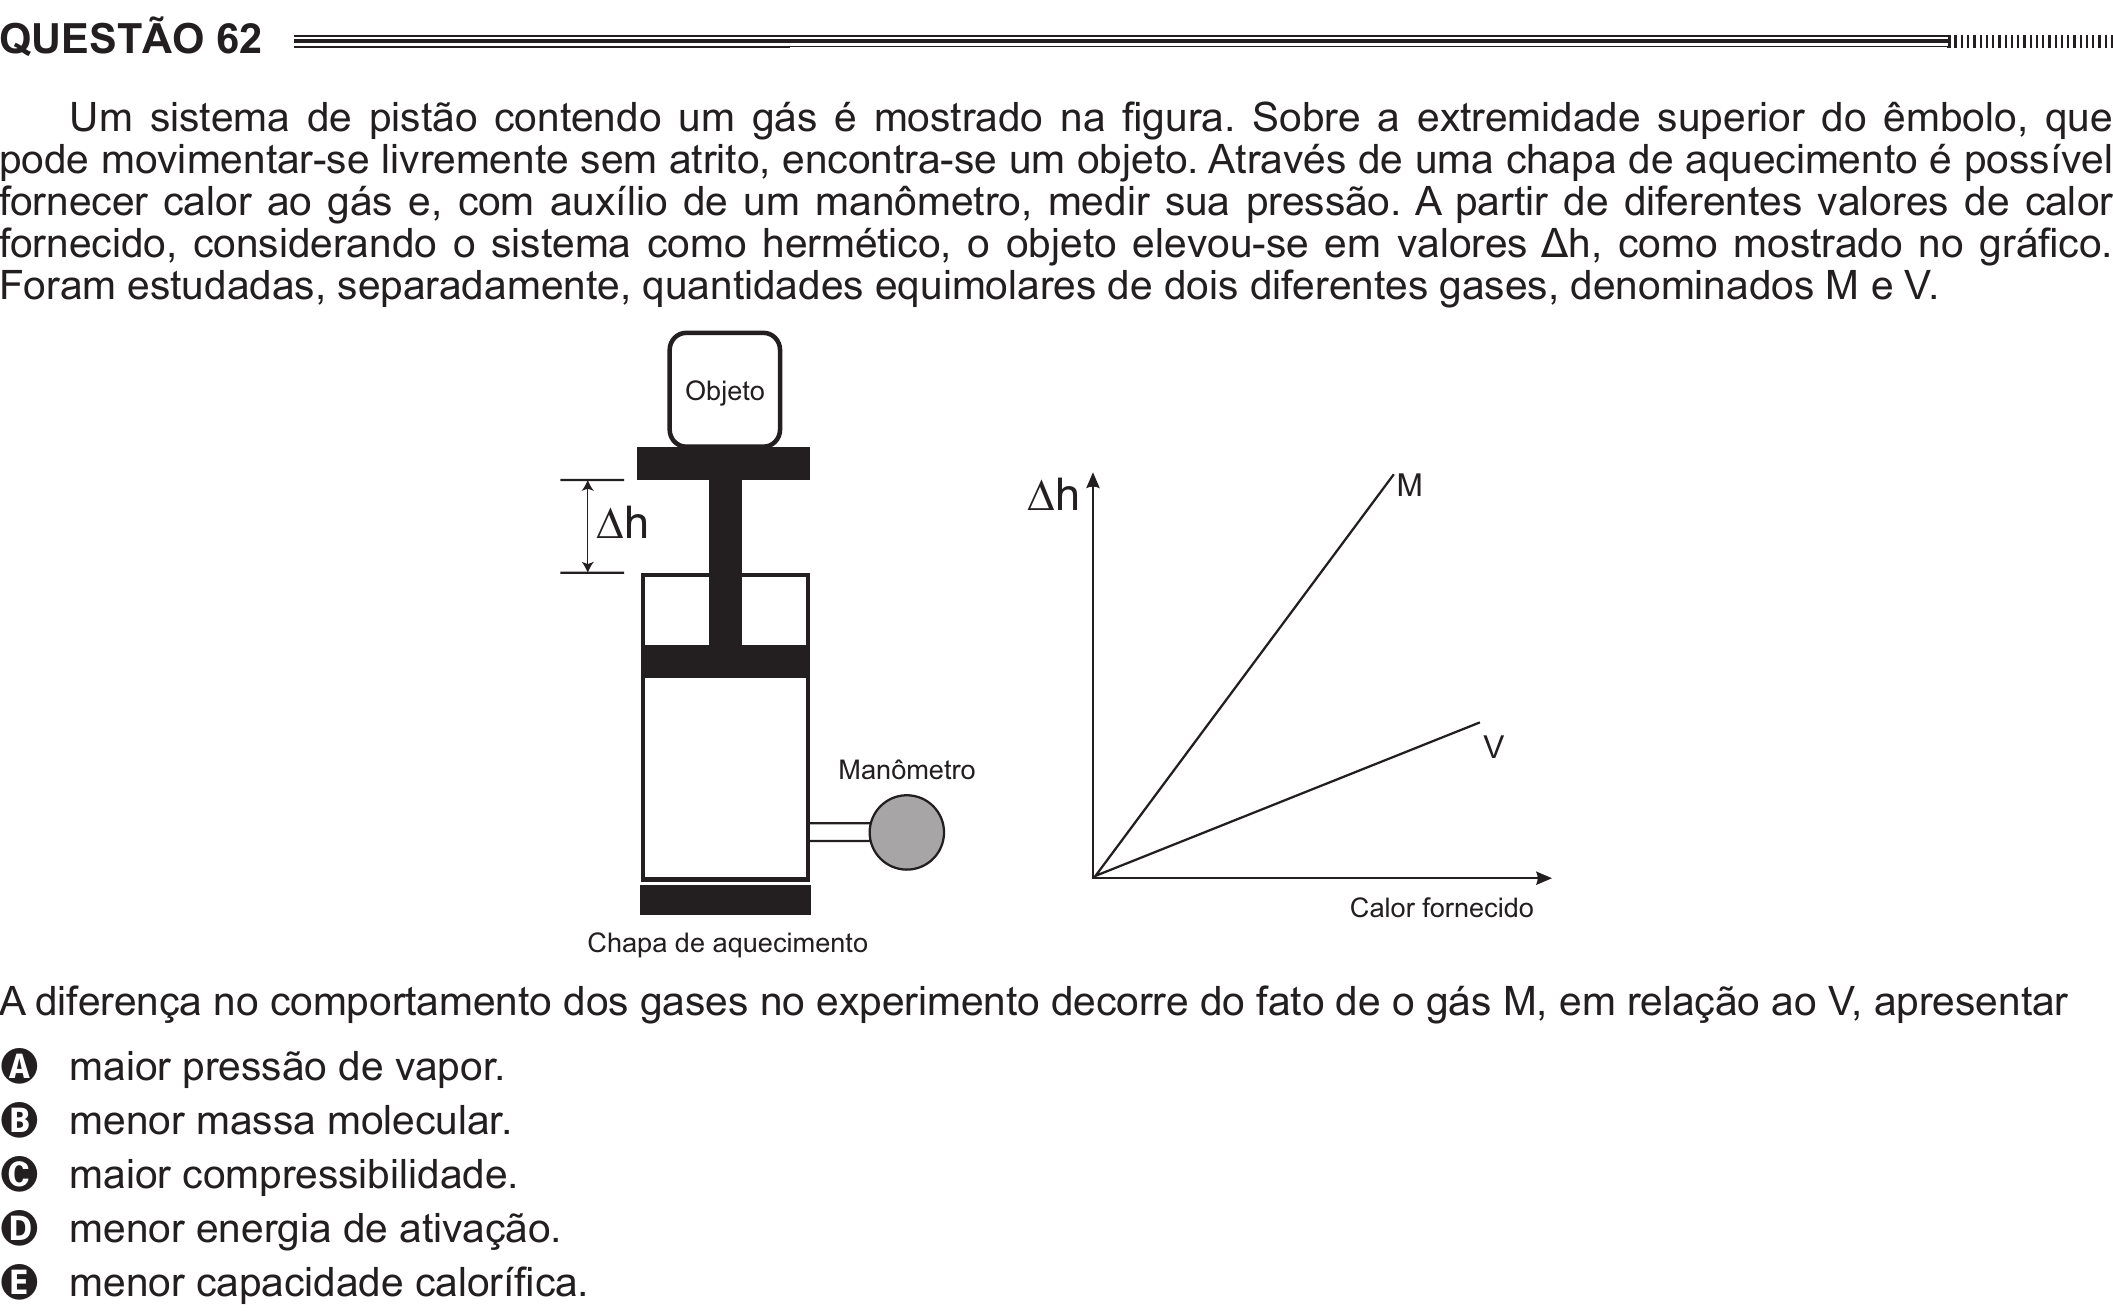 QUESTÃO 62
Um sistema de pistão contendo um gás é mostrado na figura. Sobre a extremidade superior do êmbolo, que
pode movimentar-se livremente sem atrito, encontra-se um objeto. Através de uma chapa de aquecimento é possível
fornecer calor ao gás e, com auxílio de um manômetro, medir sua pressão. A partir de diferentes valores de calor
fornecido, considerando o sistema como hermético, o objeto elevou-se em valores Δh, como mostrado no gráfico.
Foram estudadas, separadamente, quantidades equimolares de dois diferentes gases, denominados M e V.
Objeto
Δh
Manômetro
Chapa de aquecimento
Δh
M
V
Calor fornecido
A diferença no comportamento dos gases no experimento decorre do fato de o gás M, em relação ao V, apresentar
A maior pressão de vapor.
B menor massa molecular.
C maior compressibilidade.
D menor energia de ativação.
E menor capacidade calorífica.